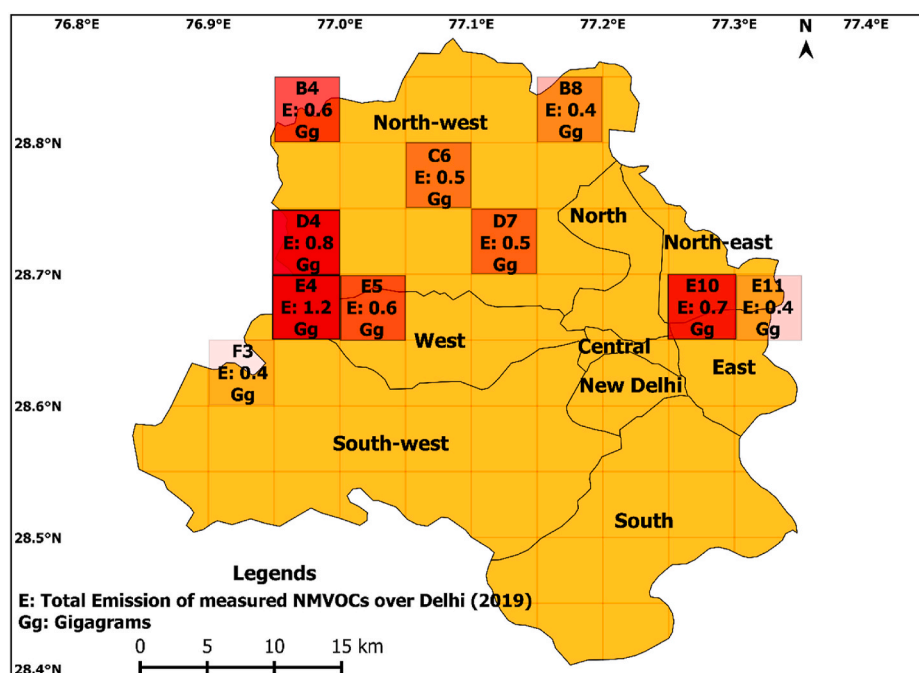 76.8°E 76.9°E 77.0°E 77.1°E 77.2°E 77.3°E 77.4°E
N
B4
E: 0.6
Gg
B8
E: 0.4
Gg
North-west
28.8°N
C6
E: 0.5
Gg
D4
E: 0.8
Gg
D7
E: 0.5
Gg
North
North-east
28.7°N
E4
E: 1.2
Gg
E5
E: 0.6
Gg
E10
E: 0.7
Gg
E11
E: 0.4
Gg
West
Central
F3
E: 0.4
Gg
East
New Delhi
28.6°N
South-west
South
28.5°N
Legends
E: Total Emission of measured NMVOCs over Delhi (2019)
Gg: Gigagrams
0 5 10 15 km
28.4°N